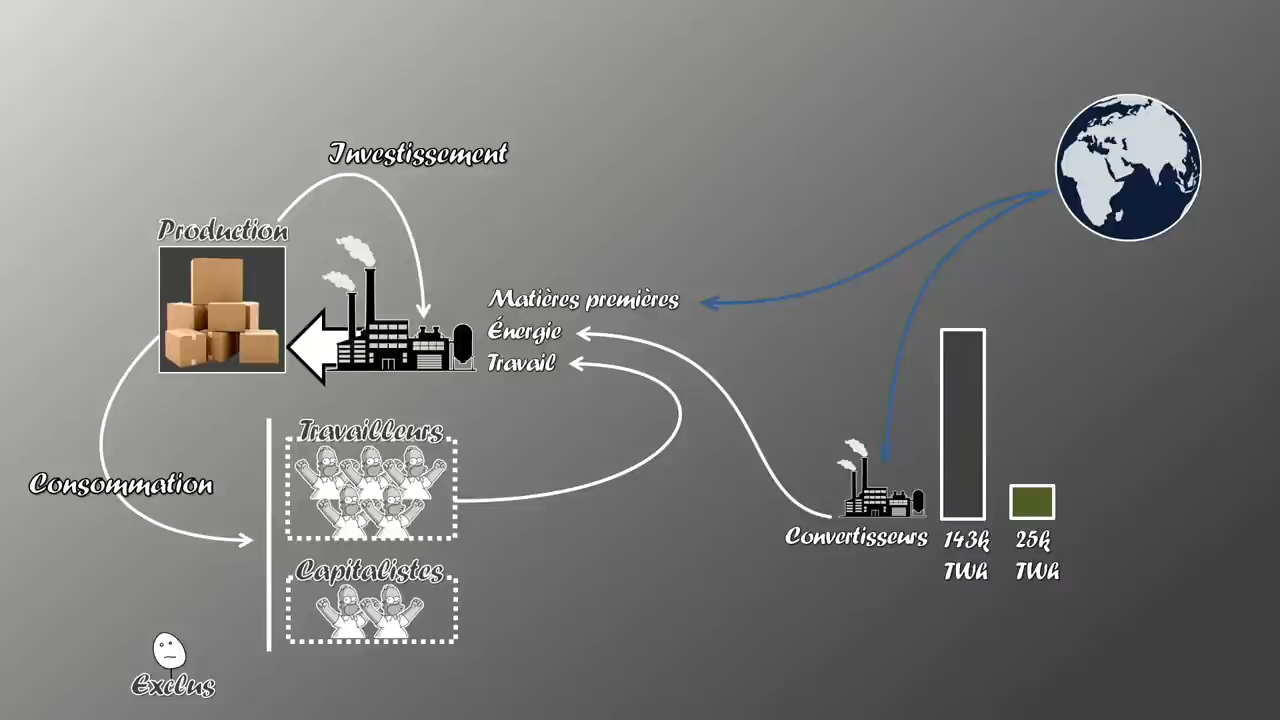 Investissement
Production
Matières premières
Énergie
Travail
Travailleurs
Consommation
Capitalistes
Exclus
Convertisseurs
143k TWh
25k TWh